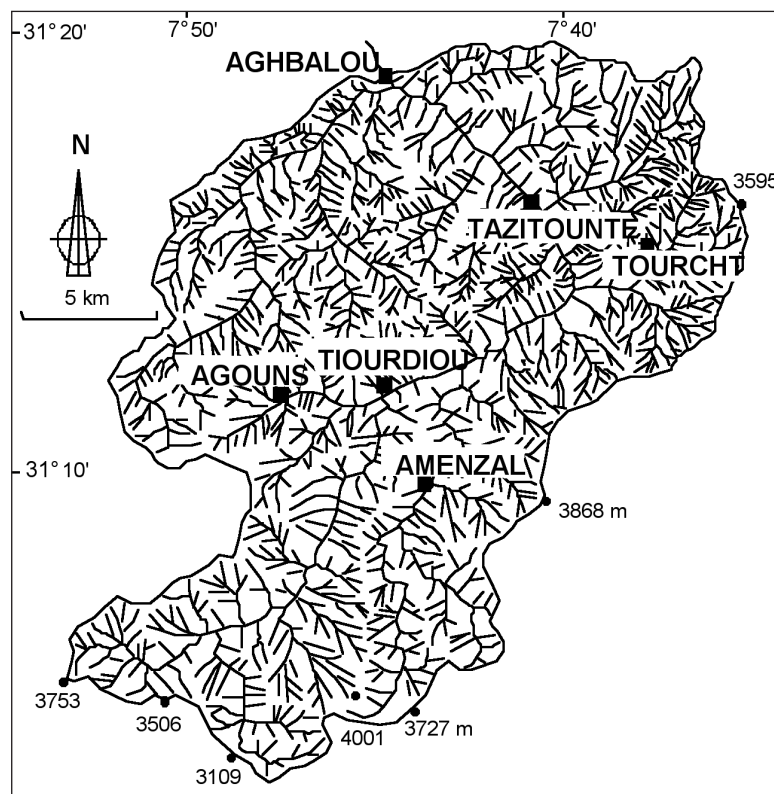 7°50' 7°40'
31°20'
AGHBALOU
N
3595
TAZITOUNTE
TOURCHT
5 km
TIOURDIOU
AGOUNS
AMENZAL
31°10'
3868 m
3753
3506
4001
3727 m
3109